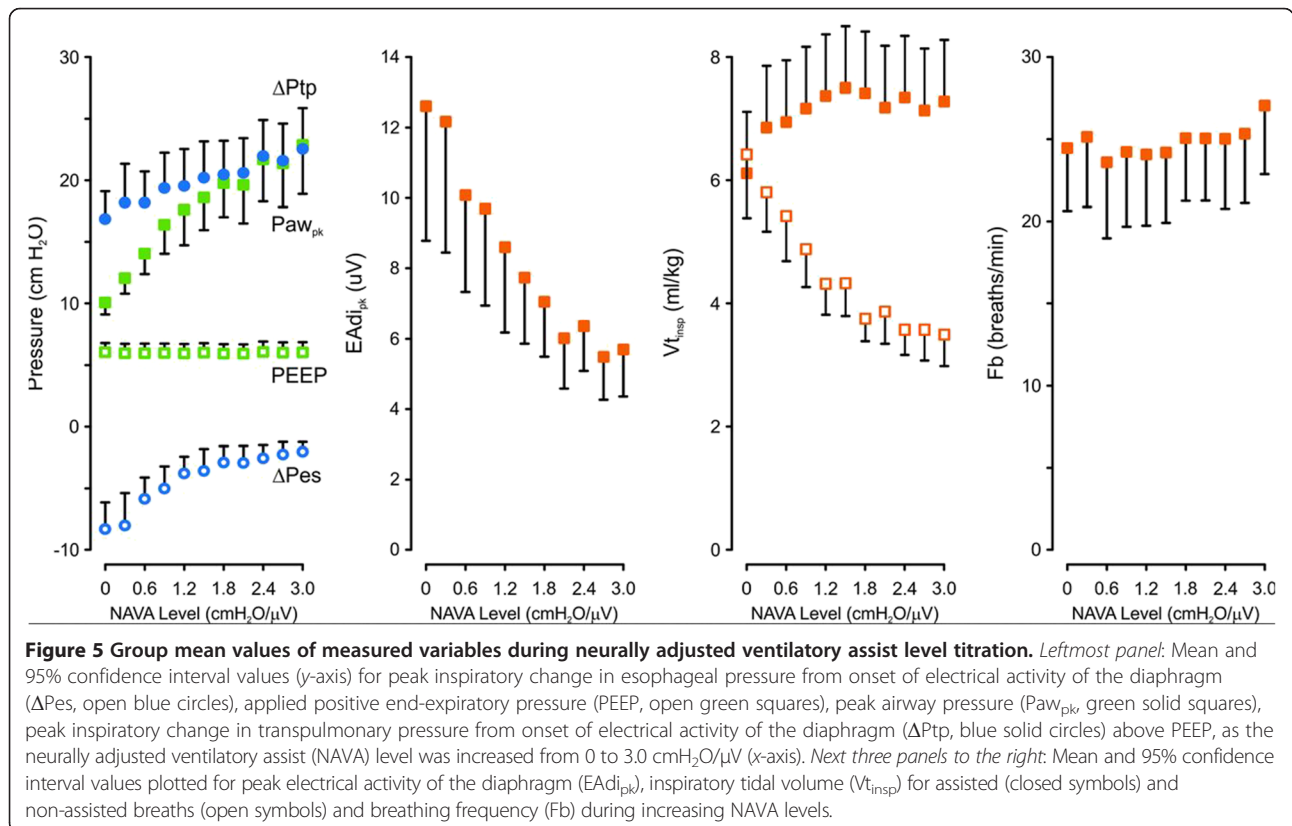 30
20
10
0
-10
Pressure (cm H₂O)
ΔPtp
Paw_pk
PEEP
ΔPes
0 0.6 1.2 1.8 2.4 3.0
NAVA Level (cmH₂O/μV)
14
12
10
8
6
4
2
0
EAdi_pk (uV)
0 0.6 1.2 1.8 2.4 3.0
NAVA Level (cmH₂O/μV)
8
6
4
2
0
Vt_insp (ml/kg)
0 0.6 1.2 1.8 2.4 3.0
NAVA Level (cmH₂O/μV)
30
20
10
0
Fb (breaths/min)
0 0.6 1.2 1.8 2.4 3.0
NAVA Level (cmH₂O/μV)
Figure 5 Group mean values of measured variables during neurally adjusted ventilatory assist level titration. Leftmost panel: Mean and
95% confidence interval values (y-axis) for peak inspiratory change in esophageal pressure from onset of electrical activity of the diaphragm
(ΔPes, open blue circles), applied positive end-expiratory pressure (PEEP, open green squares), peak airway pressure (Paw_pk, green solid squares),
peak inspiratory change in transpulmonary pressure from onset of electrical activity of the diaphragm (ΔPtp, blue solid circles) above PEEP, as the
neurally adjusted ventilatory assist (NAVA) level was increased from 0 to 3.0 cmH₂O/μV (x-axis). Next three panels to the right: Mean and 95% confidence
interval values plotted for peak electrical activity of the diaphragm (EAdi_pk), inspiratory tidal volume (Vt_insp) for assisted (closed symbols) and
non-assisted breaths (open symbols) and breathing frequency (Fb) during increasing NAVA levels.